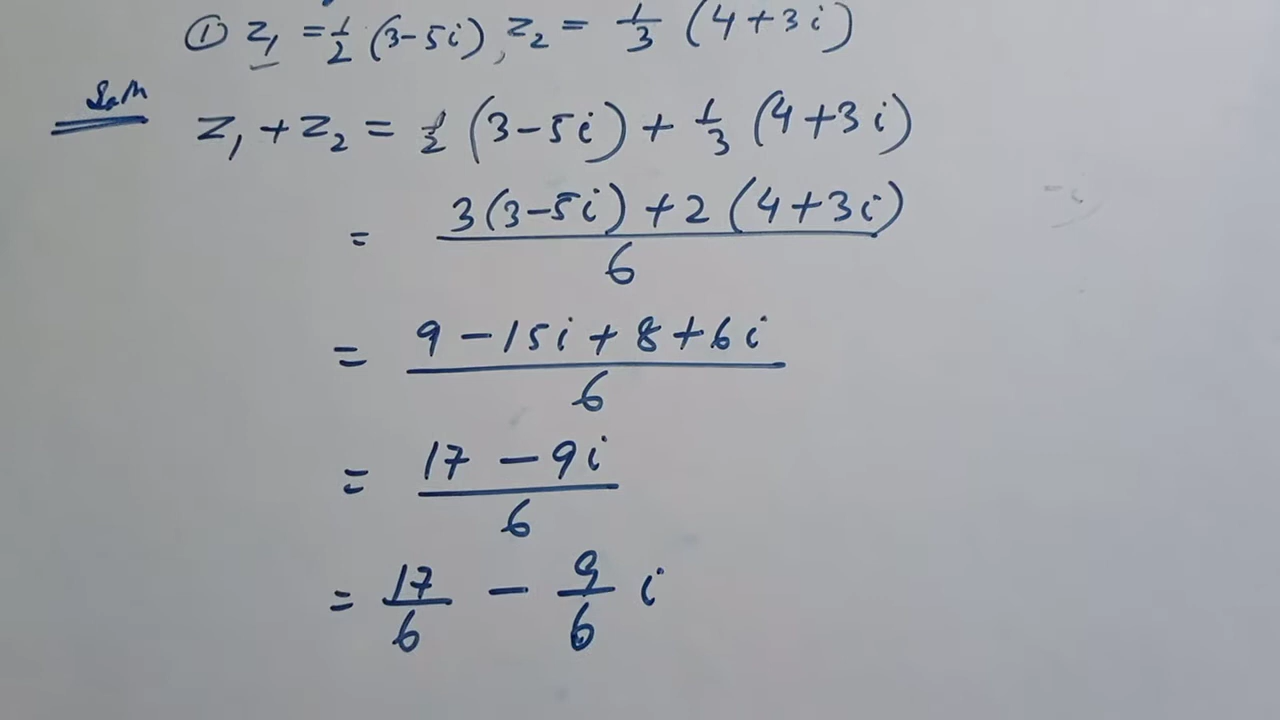 ① z₁ = 1/2 (3-5i), z₂ = 1/3 (4+3i)
Soln z₁ + z₂ = 1/2 (3-5i) + 1/3 (4+3i)
= 3(3-5i) + 2(4+3i) / 6
= 9 - 15i + 8 + 6i / 6
= 17 - 9i / 6
= 17/6 - 9/6 i